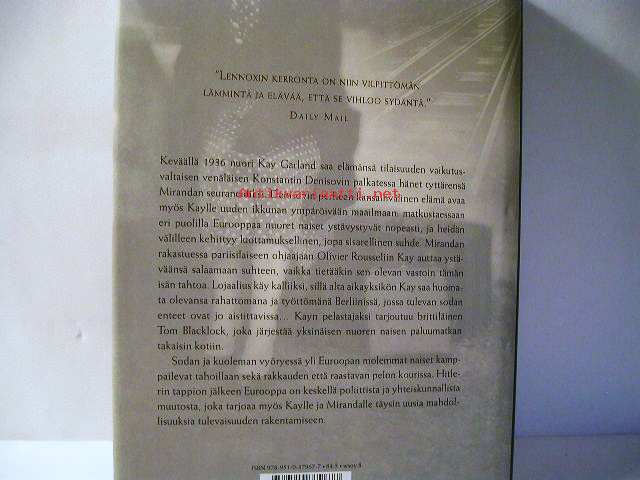 "Lennoxin kerronta on niin vilpittömän
lämmintä ja elävää, että se vihloo sydäntä."
Daily Mail
Keväällä 1936 nuori Kay Garland saa elämänsä tilaisuuden vaikutus-
valtaisen venäläisen Konstantin Denisovin palkatessa hänet tyttärensä
Mirandan seuraneidiksi. Denisovin perheen kansainvälinen elämä avaa
myös Kaylle uuden ikkunan ympäröivään maailmaan: matkustaessaan
eri puolilla Eurooppaa nuoret naiset ystävystyvät nopeasti, ja heidän
välilleen kehittyy luottamuksellinen, jopa sisarellinen suhde. Mirandan
rakastuessa pariisilaiseen ohjaajaan Olivier Rousseliin Kay auttaa ystä-
väänsä salaamaan suhteen, vaikka tietääkin sen olevan vastoin tämän
isän tahtoa. Lojaalius käy kalliiksi, sillä alta aikayksikön Kay saa huoma-
ta olevansa rahattomana ja työttömänä Berliinissä, jossa tulevan sodan
enteet ovat jo aistittavissa... Kayn pelastajaksi tarjoutuu brittiläinen
Tom Blacklock, joka järjestää yksinäisen nuoren naisen paluumatkan
takaisin kotiin.
Sodan ja kuoleman vyöryessä yli Euroopan molemmat naiset kamp-
pailevat tahoillaan sekä rakkauden että raastavan pelon kourissa. Hitle-
rin tappion jälkeen Eurooppa on keskellä poliittista ja yhteiskunnallista
muutosta, joka tarjoaa myös Kaylle ja Mirandalle täysin uusia mahdol-
lisuuksia tulevaisuuden rakentamiseen.